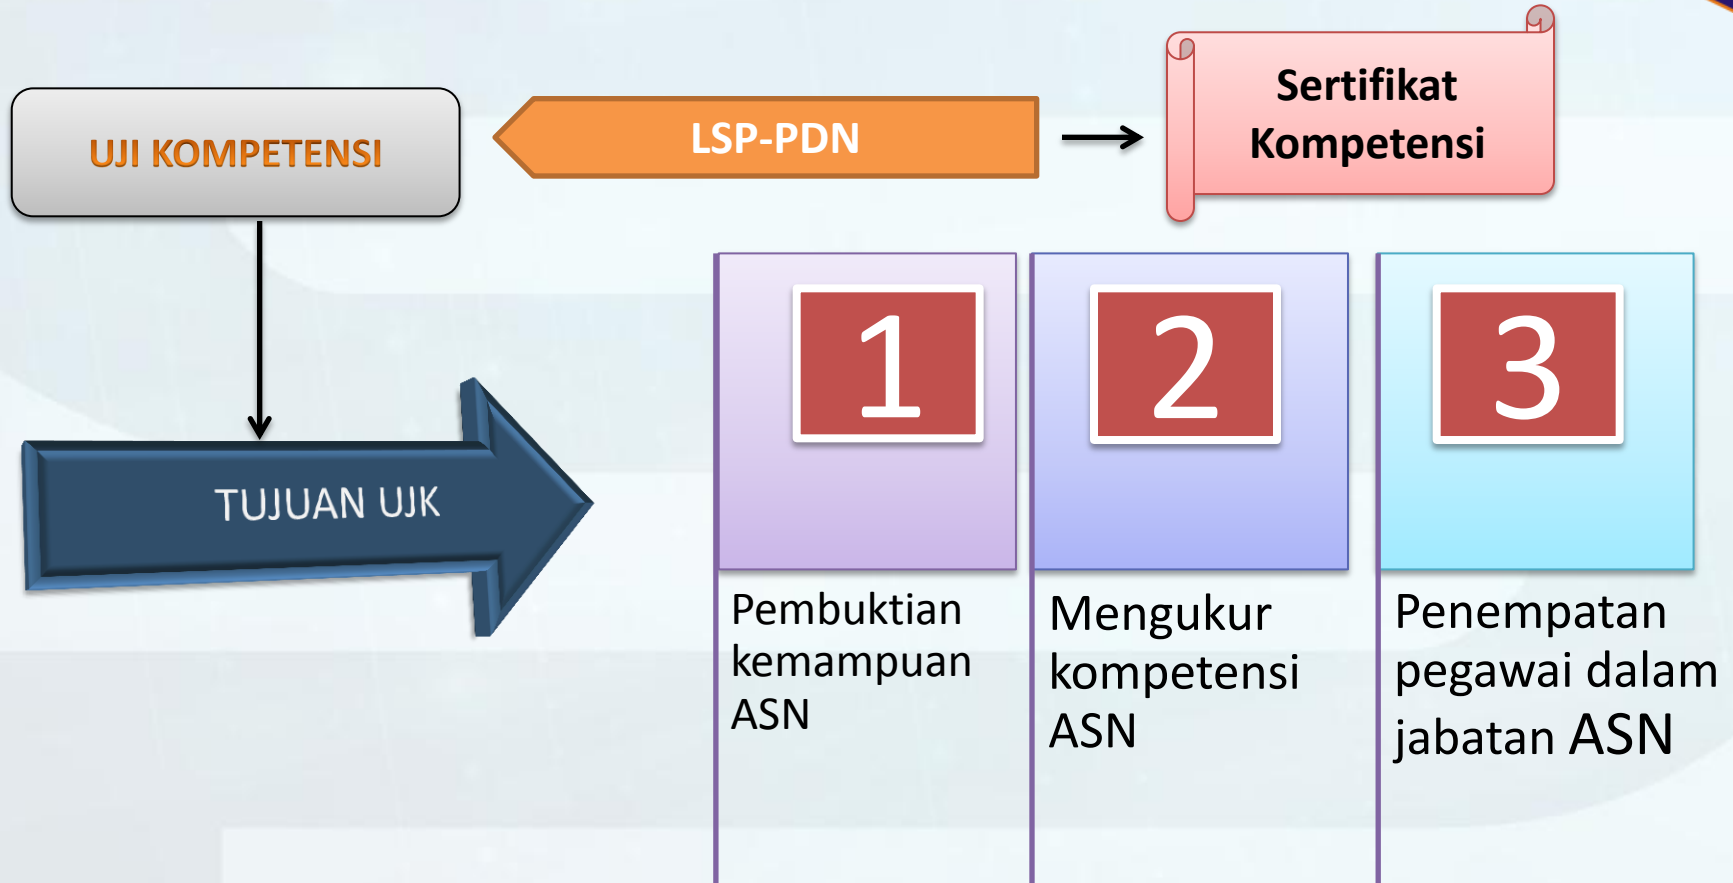 UJI KOMPETENSI
LSP-PDN
Sertifikat
Kompetensi
TUJUAN UJK
1
Pembuktian
kemampuan
ASN
2
Mengukur
kompetensi
ASN
3
Penempatan
pegawai dalam
jabatan ASN